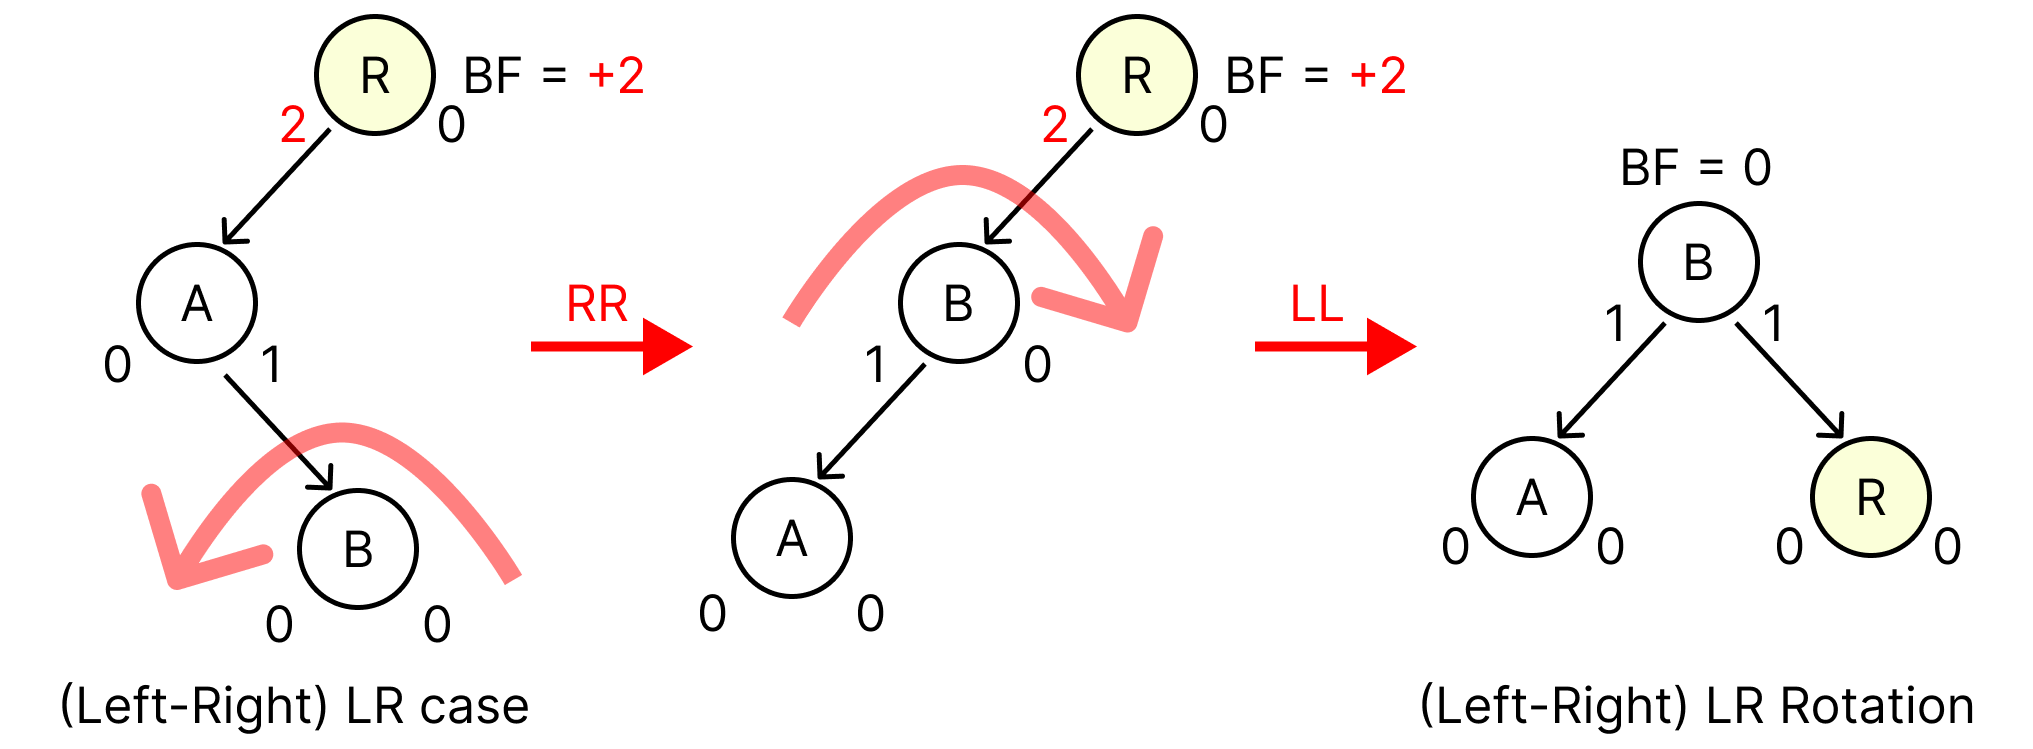 R BF = +2
2 0
A
0 1
B
0 0
(Left-Right) LR case
RR
R BF = +2
2 0
B
1 0
A
0 0
LL
BF = 0
B
1 1
A R
0 0 0 0
(Left-Right) LR Rotation